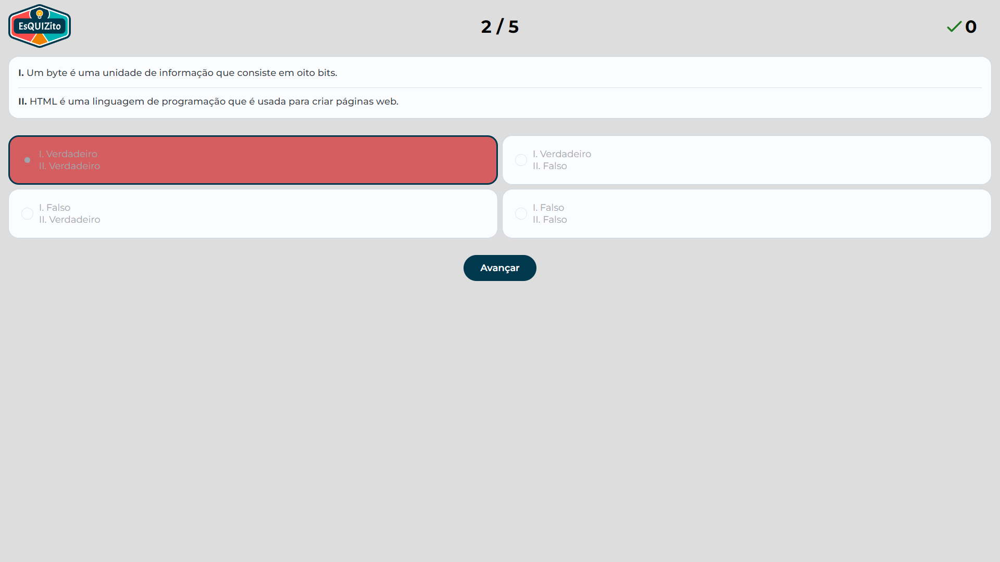 EsQUIZito
2 / 5
0
I. Um byte é uma unidade de informação que consiste em oito bits.
II. HTML é uma linguagem de programação que é usada para criar páginas web.
I. Verdadeiro
II. Verdadeiro
I. Verdadeiro
II. Falso
I. Falso
II. Verdadeiro
I. Falso
II. Falso
Avançar